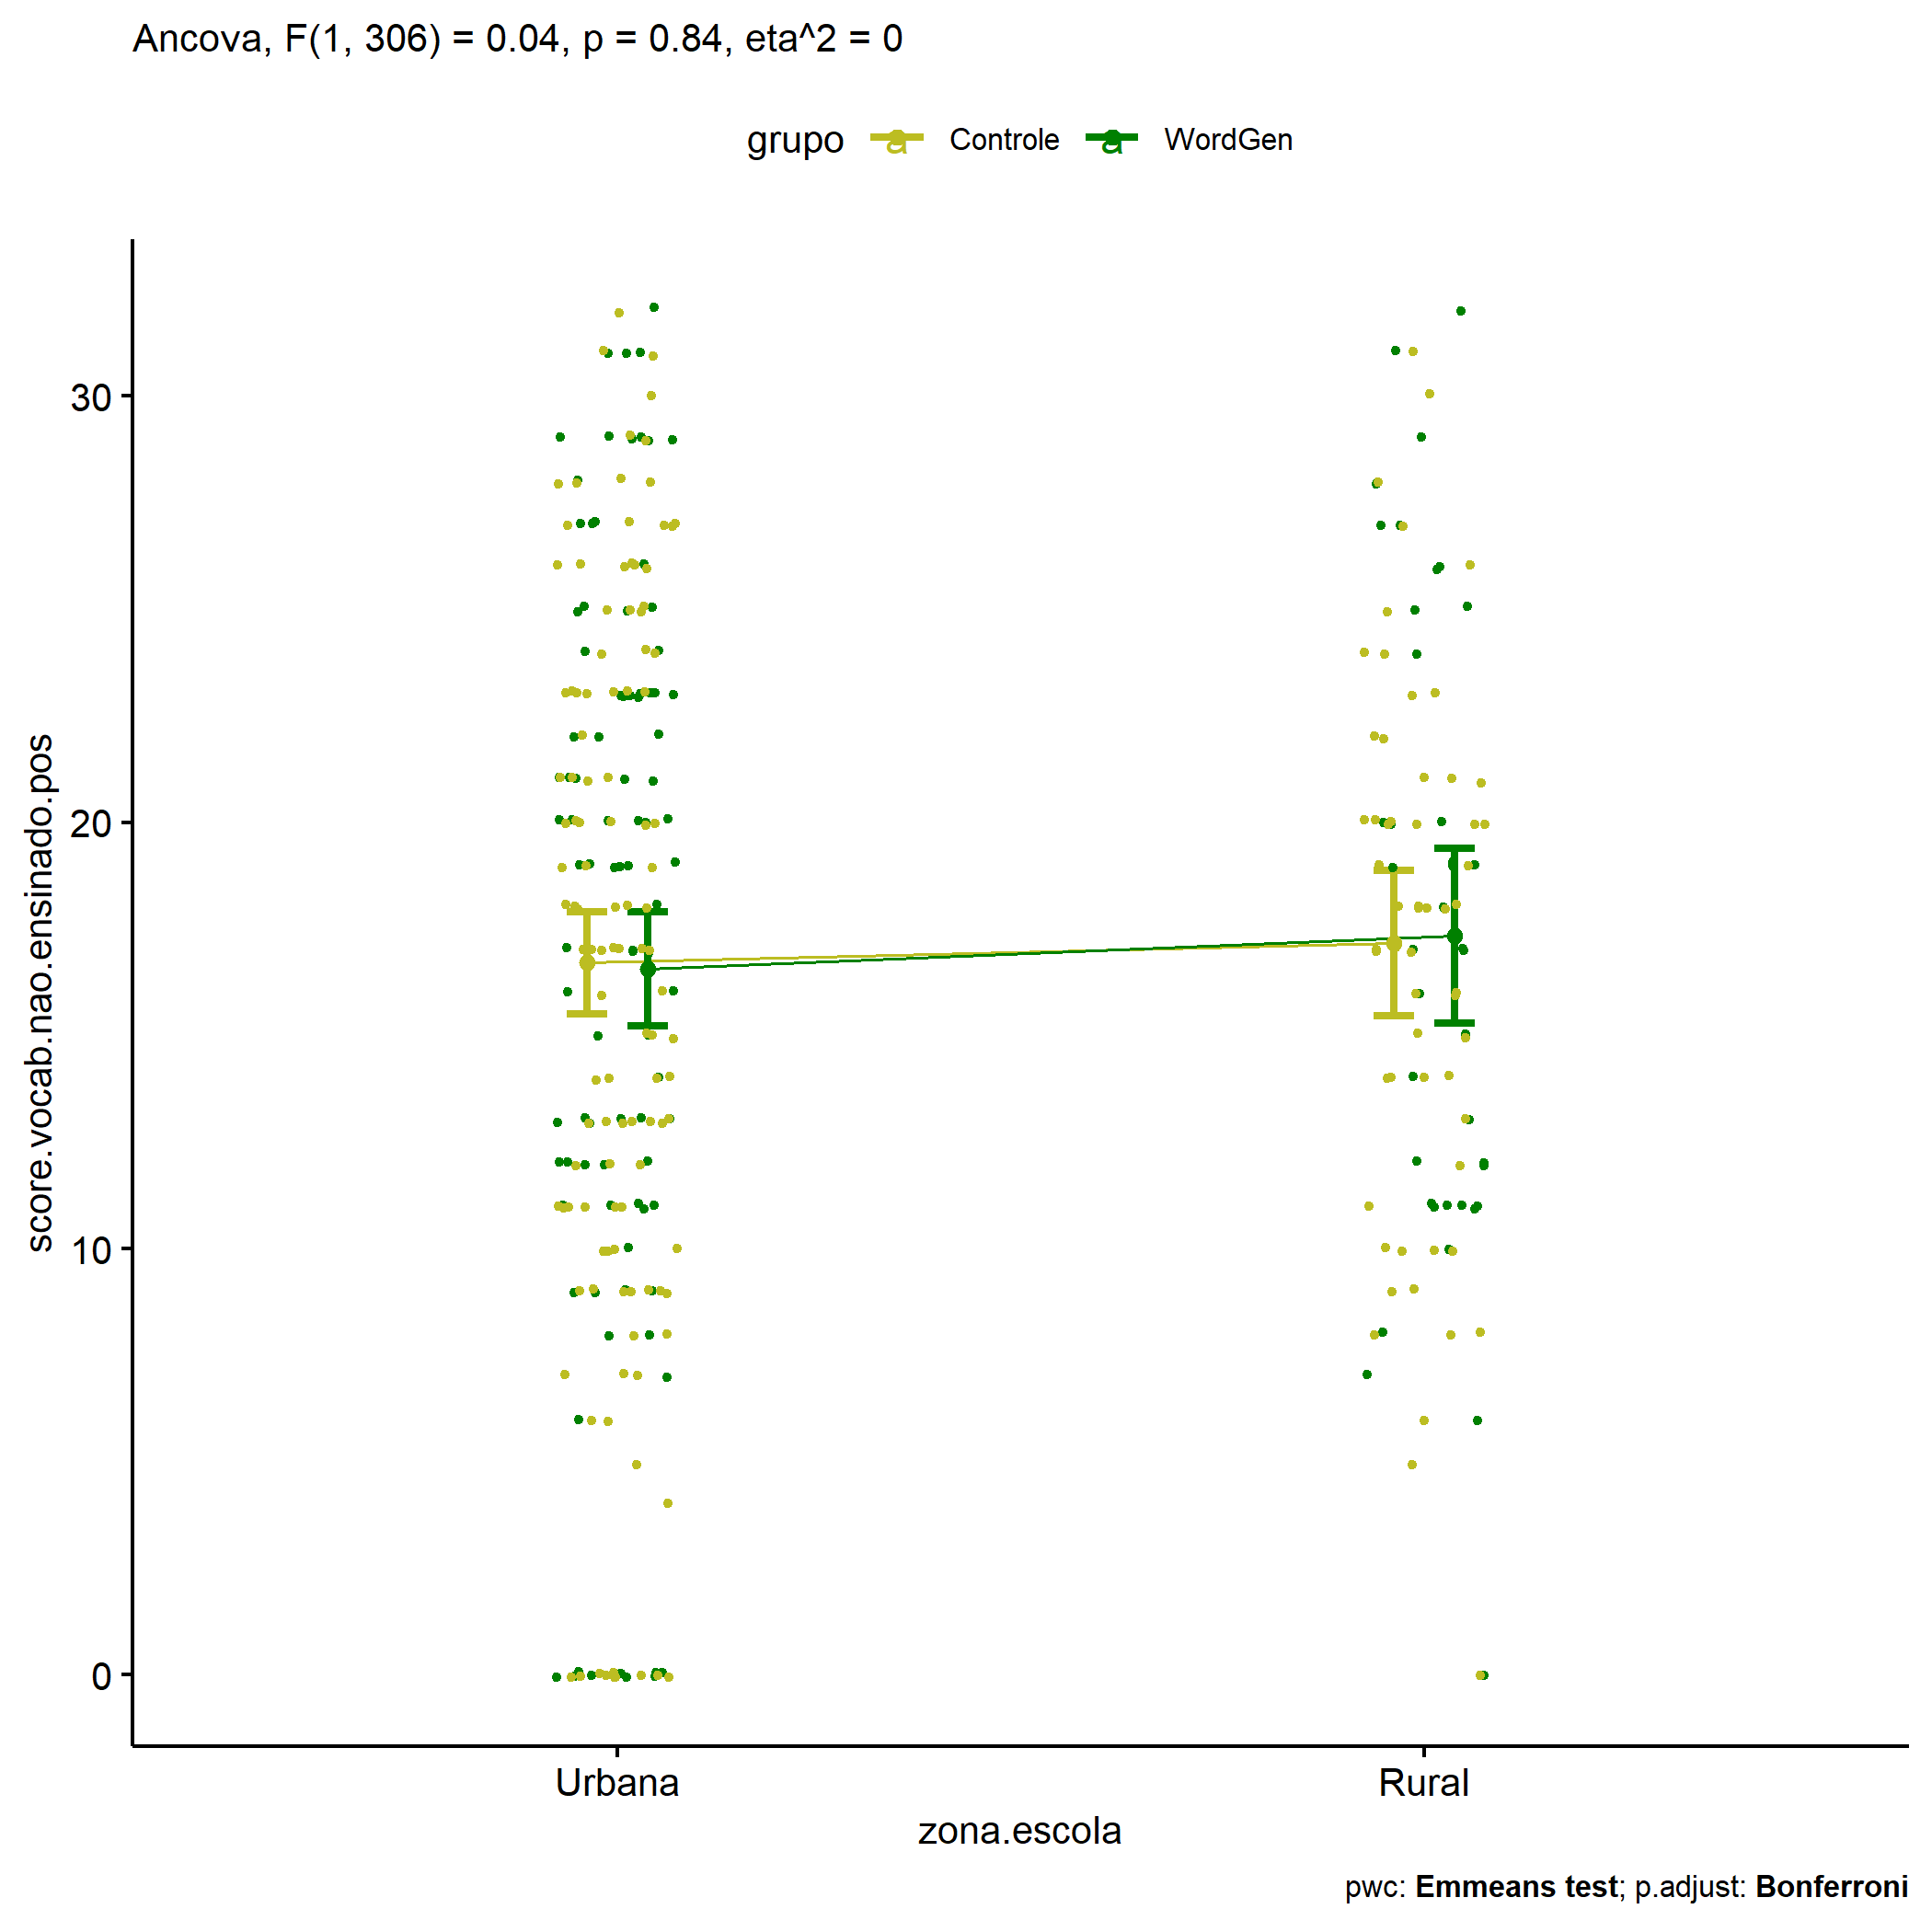 Ancova, F(1, 306) = 0.04, p = 0.84, eta^2 = 0
grupo a Controle a WordGen
score.vocab.nao.ensinado.pos
30
20
10
0
Urbana Rural
zona.escola
pwc: Emmeans test; p.adjust: Bonferroni